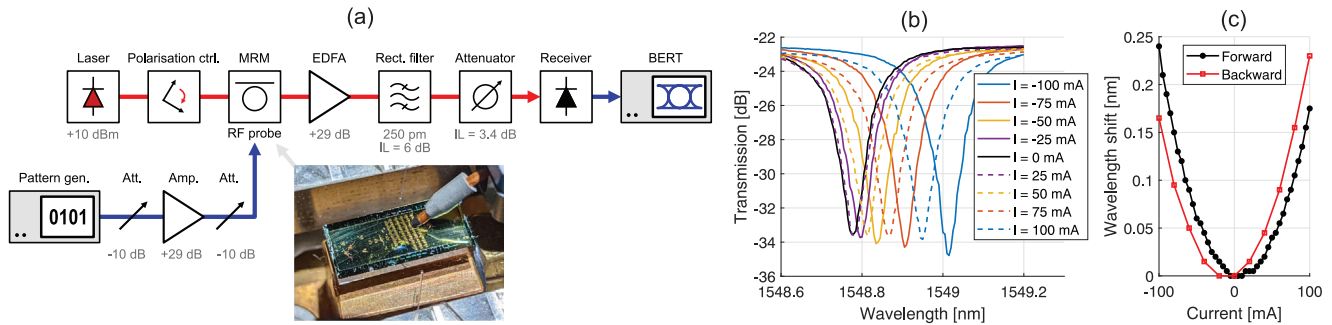 (a)
Laser
Polarisation ctrl.
MRM
EDFA
Rect. filter
Attenuator
Receiver
BERT
+10 dBm
RF probe
+29 dB
250 pm
IL = 6 dB
IL = 3.4 dB
Pattern gen.
Att.
Amp.
Att.
0101
-10 dB
+29 dB
-10 dB
(b)
-22
-24
-26
-28
-30
-32
-34
-36
Transmission [dB]
1548.6
1548.8
1549
1549.2
Wavelength [nm]
I = -100 mA
I = -75 mA
I = -50 mA
I = -25 mA
I = 0 mA
I = 25 mA
I = 50 mA
I = 75 mA
I = 100 mA
(c)
0.25
0.2
0.15
0.1
0.05
0
Wavelength shift [nm]
-100
0
100
Current [mA]
Forward
Backward